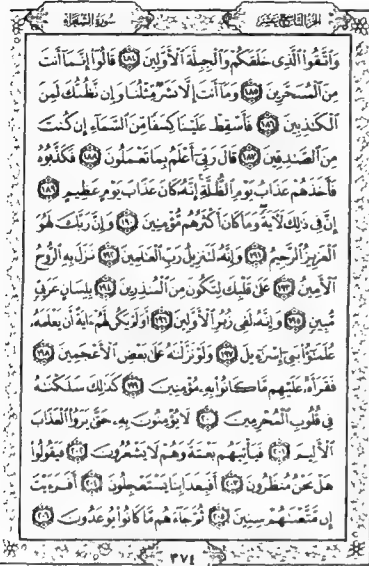 الجزء التاسع عشر
سورة الشعراء
وَاتَّقُوا الَّذِي خَلَقَكُمْ وَالْجِبِلَّةَ الْأَوَّلِينَ ١٨٤ قَالُوا إِنَّمَا أَنتَ
مِنَ الْمُسَحَّرِينَ ١٨٥ وَمَا أَنتَ إِلَّا بَشَرٌ مِّثْلُنَا وَإِن نَّظُنُّكَ لَمِنَ
الْكَاذِبِينَ ١٨٦ فَأَسْقِطْ عَلَيْنَا كِسَفًا مِّنَ السَّمَاءِ إِن كُنتَ
مِنَ الصَّادِقِينَ ١٨٧ قَالَ رَبِّي أَعْلَمُ بِمَا تَعْمَلُونَ ١٨٨ فَكَذَّبُوهُ
فَأَخَذَهُمْ عَذَابُ يَوْمِ الظُّلَّةِ إِنَّهُ كَانَ عَذَابَ يَوْمٍ عَظِيمٍ ١٨٩
إِنَّ فِي ذَٰلِكَ لَآيَةً وَمَا كَانَ أَكْثَرُهُم مُّؤْمِنِينَ ١٩٠ وَإِنَّ رَبَّكَ لَهُوَ
الْعَزِيزُ الرَّحِيمُ ١٩١ وَإِنَّهُ لَتَنزِيلُ رَبِّ الْعَالَمِينَ ١٩٢ نَزَلَ بِهِ الرُّوحُ
الْأَمِينُ ١٩٣ عَلَىٰ قَلْبِكَ لِتَكُونَ مِنَ الْمُنذِرِينَ ١٩٤ بِلِسَانٍ عَرَبِيٍّ
مُّبِينٍ ١٩٥ وَإِنَّهُ لَفِي زُبُرِ الْأَوَّلِينَ ١٩٦ أَوَلَمْ يَكُن لَّهُمْ آيَةً أَن يَعْلَمَهُ
عُلَمَٰؤُا بَنِي إِسْرَٰءِيلَ ١٩٧ وَلَوْ نَزَّلْنَاهُ عَلَىٰ بَعْضِ الْأَعْجَمِينَ ١٩٨
فَقَرَأَهُ عَلَيْهِم مَّا كَانُوا بِهِ مُؤْمِنِينَ ١٩٩ كَذَٰلِكَ سَلَكْنَاهُ
فِي قُلُوبِ الْمُجْرِمِينَ ٢٠٠ لَا يُؤْمِنُونَ بِهِ حَتَّىٰ يَرَوُا الْعَذَابَ
الْأَلِيمَ ٢٠١ فَيَأْتِيَهُم بَغْتَةً وَهُمْ لَا يَشْعُرُونَ ٢٠٢ فَيَقُولُوا
هَلْ نَحْنُ مُنظَرُونَ ٢٠٣ أَفَبِعَذَابِنَا يَسْتَعْجِلُونَ ٢٠٤ أَفَرَءَيْتَ
إِن مَّتَّعْنَاهُمْ سِنِينَ ٢٠٥ ثُمَّ جَاءَهُم مَّا كَانُوا يُوعَدُونَ ٢٠٦
٣٧٤